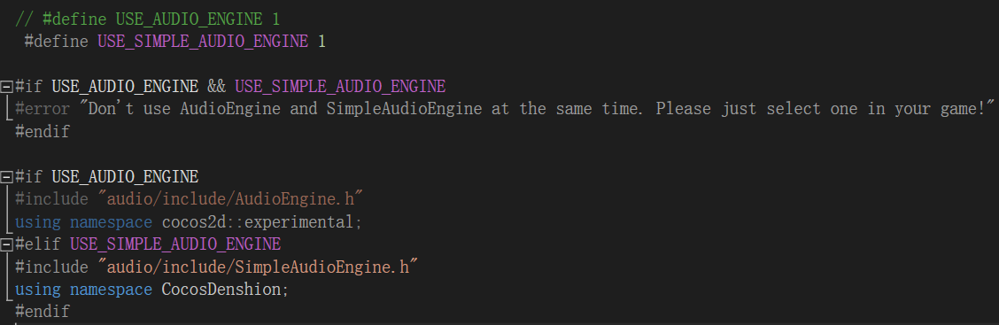 // #define USE_AUDIO_ENGINE 1
#define USE_SIMPLE_AUDIO_ENGINE 1
#if USE_AUDIO_ENGINE && USE_SIMPLE_AUDIO_ENGINE
#error "Don't use AudioEngine and SimpleAudioEngine at the same time. Please just select one in your game!"
#endif
#if USE_AUDIO_ENGINE
#include "audio/include/AudioEngine.h"
using namespace cocos2d::experimental;
#elif USE_SIMPLE_AUDIO_ENGINE
#include "audio/include/SimpleAudioEngine.h"
using namespace CocosDenshion;
#endif